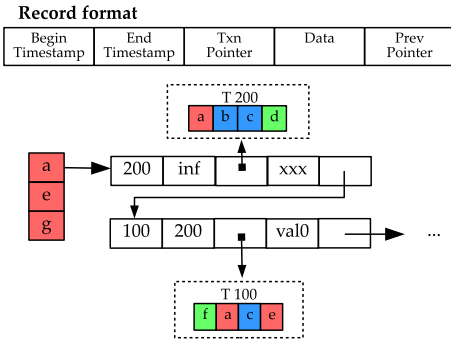 Record format
Begin Timestamp End Timestamp Txn Pointer Data Prev Pointer
T 200
a b c d
a 200 inf xxx
e
g 100 200 val0 ...
T 100
f a c e